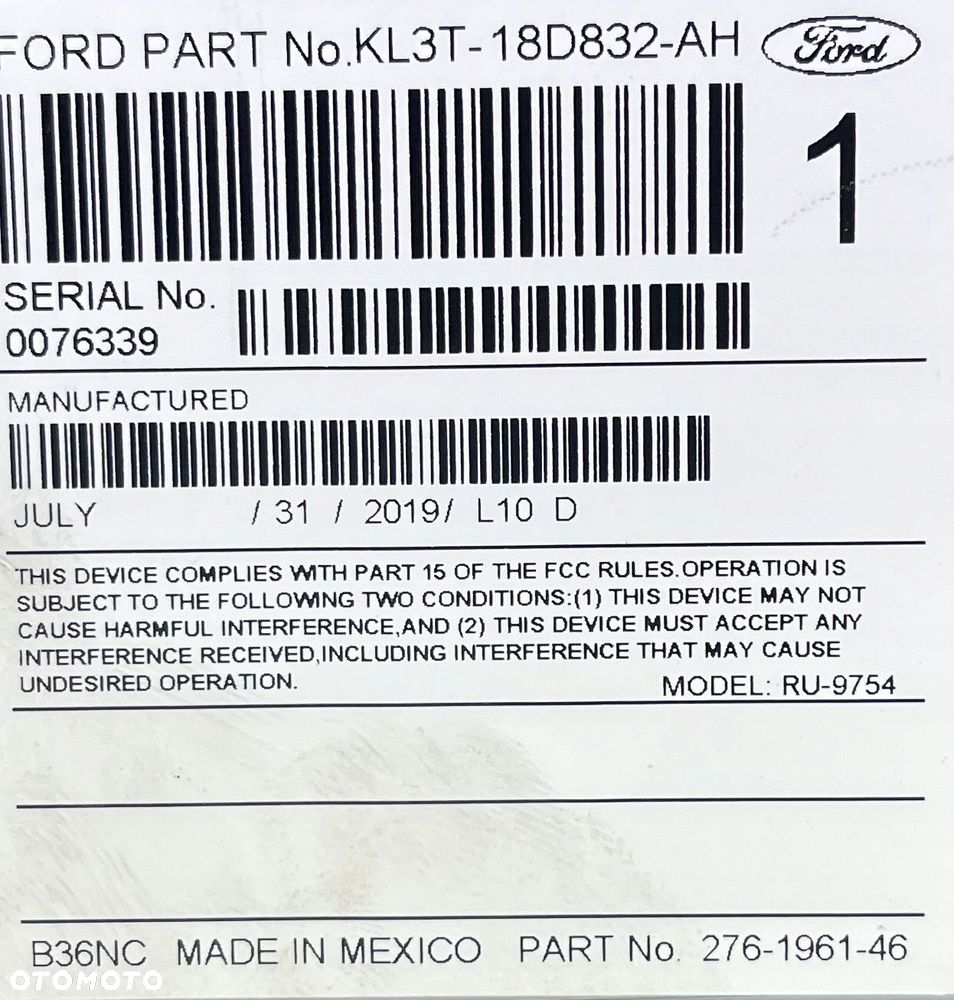 FORD PART No.KL3T-18D832-AH Ford
1
SERIAL No.
0076339
MANUFACTURED
JULY / 31 / 2019/ L10 D
THIS DEVICE COMPLIES WITH PART 15 OF THE FCC RULES.OPERATION IS
SUBJECT TO THE FOLLOWING TWO CONDITIONS:(1) THIS DEVICE MAY NOT
CAUSE HARMFUL INTERFERENCE,AND (2) THIS DEVICE MUST ACCEPT ANY
INTERFERENCE RECEIVED,INCLUDING INTERFERENCE THAT MAY CAUSE
UNDESIRED OPERATION.
MODEL: RU-9754
B36NC MADE IN MEXICO PART No. 276-1961-46
OTOMOTO